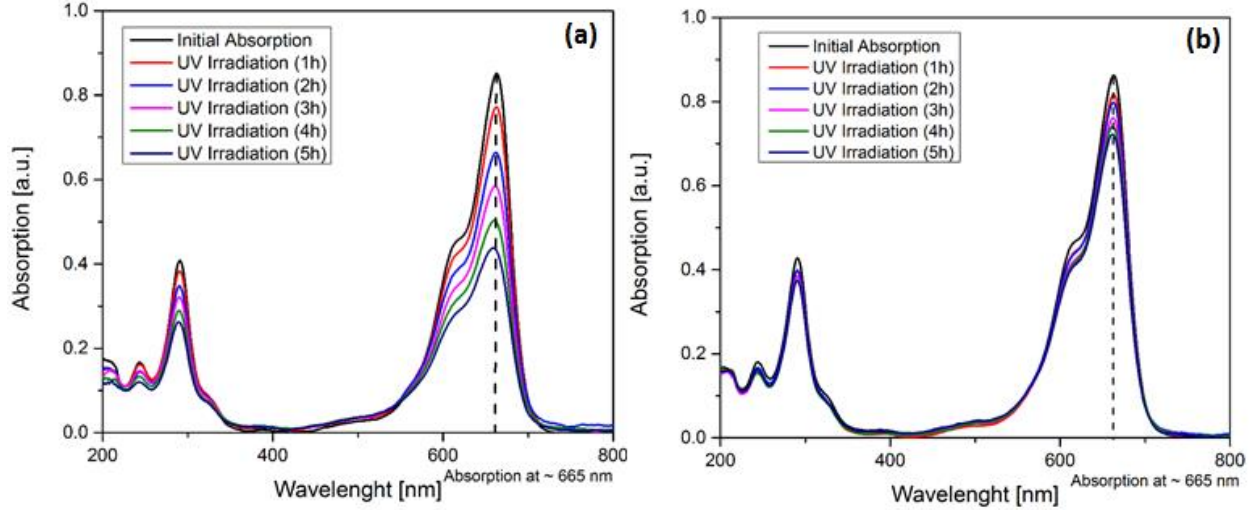 (a)
Initial Absorption
UV Irradiation (1h)
UV Irradiation (2h)
UV Irradiation (3h)
UV Irradiation (4h)
UV Irradiation (5h)
1.0
0.8
0.6
0.4
0.2
0.0
Absorption [a.u.]
200
400
600
800
Absorption at ~ 665 nm
Wavelenght [nm]
(b)
Initial Absorption
UV Irradiation (1h)
UV Irradiation (2h)
UV Irradiation (3h)
UV Irradiation (4h)
UV Irradiation (5h)
1.0
0.8
0.6
0.4
0.2
0.0
Absorption [a.u.]
200
400
600
800
Absorption at ~ 665 nm
Wavelenght [nm]